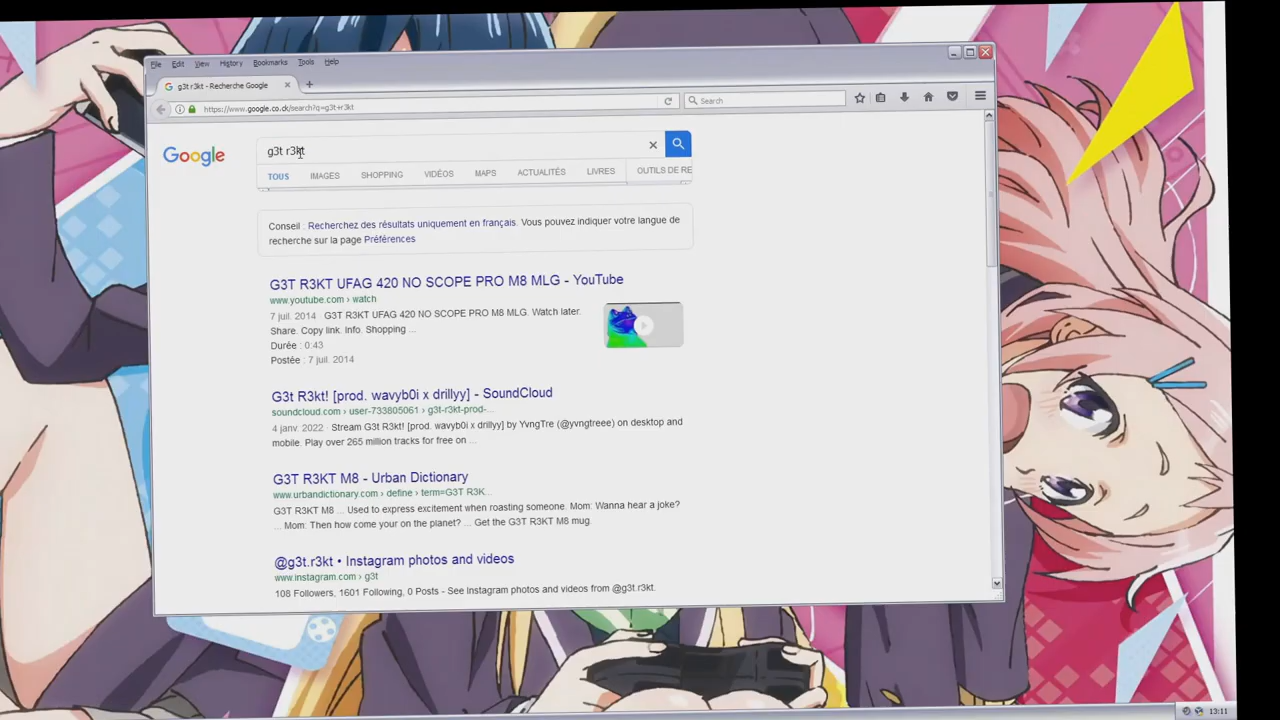 File Edit View History Bookmarks Tools Help
g3t r3kt - Recherche Google
https://www.google.co.ck/search?q=g3t+r3kt
Search
Google
g3t r3kt
TOUS IMAGES SHOPPING VIDÉOS MAPS ACTUALITÉS LIVRES OUTILS DE RE
Conseil : Recherchez des résultats uniquement en français. Vous pouvez indiquer votre langue de
recherche sur la page Préférences
G3T R3KT UFAG 420 NO SCOPE PRO M8 MLG - YouTube
www.youtube.com › watch
7 juil. 2014 - G3T R3KT UFAG 420 NO SCOPE PRO M8 MLG. Watch later.
Share. Copy link. Info. Shopping ...
Durée : 0:43
Postée : 7 juil. 2014
G3t R3kt! [prod. wavyb0i x drillyy] - SoundCloud
soundcloud.com › user-733805061 › g3t-r3kt-prod-...
4 janv. 2022 - Stream G3t R3kt! [prod. wavyb0i x drillyy] by YvngTre (@yvngtreee) on desktop and
mobile. Play over 265 million tracks for free on ...
G3T R3KT M8 - Urban Dictionary
www.urbandictionary.com › define › term=G3T R3K...
G3T R3KT M8 ... Used to express excitement when roasting someone. Mom: Wanna hear a joke?
... Mom: Then how come your on the planet? ... Get the G3T R3KT M8 mug.
@g3t.r3kt • Instagram photos and videos
www.instagram.com › g3t
108 Followers, 1601 Following, 0 Posts - See Instagram photos and videos from @g3t.r3kt.
13:11